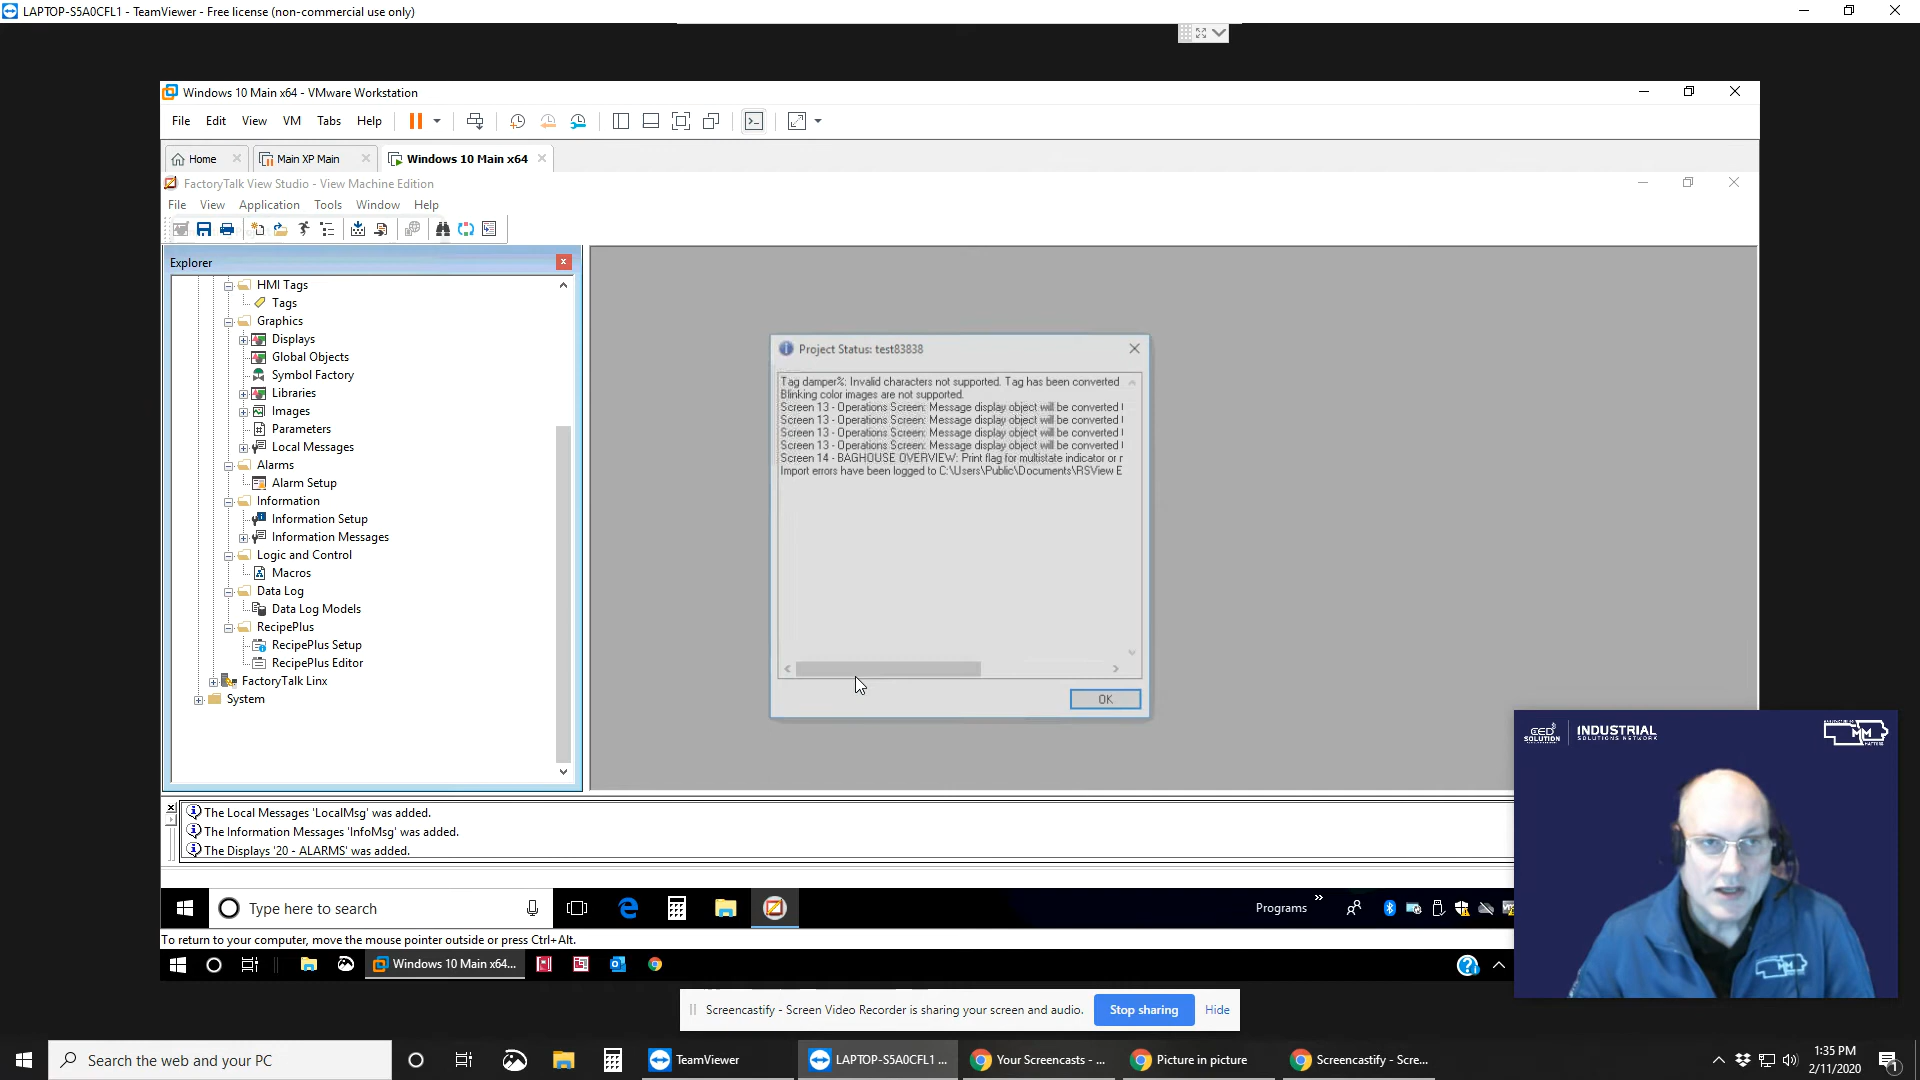 LAPTOP-S5A0CFL1 - TeamViewer - Free license (non-commercial use only)
Windows 10 Main x64 - VMware Workstation
File Edit View VM Tabs Help
Home Main XP Main Windows 10 Main x64
FactoryTalk View Studio - View Machine Edition
File View Application Tools Window Help
Explorer
HMI Tags
Tags
Graphics
Displays
Global Objects
Symbol Factory
Libraries
Images
Parameters
Local Messages
Alarms
Alarm Setup
Information
Information Setup
Information Messages
Logic and Control
Macros
Data Log
Data Log Models
RecipePlus
RecipePlus Setup
RecipePlus Editor
FactoryTalk Linx
System
Project Status: test83838
Tag damper%: Invalid characters not supported. Tag has been converted
Blinking color images are not supported.
Screen 13 - Operations Screen: Message display object will be converted
Screen 13 - Operations Screen: Message display object will be converted
Screen 13 - Operations Screen: Message display object will be converted
Screen 13 - Operations Screen: Message display object will be converted
Screen 14 - BAGHOUSE OVERVIEW: Print flag for multistate indicator or
Import errors have been logged to C:\Users\Public\Documents\RSView E
OK
The Local Messages 'LocalMsg' was added.
The Information Messages 'InfoMsg' was added.
The Displays '20 - ALARMS' was added.
Type here to search
Programs
To return to your computer, move the mouse pointer outside or press Ctrl+Alt.
Windows 10 Main x64...
CED SOLUTION INDUSTRIAL SOLUTIONS NETWORK
Screencastify - Screen Video Recorder is sharing your screen and audio. Stop sharing Hide
Search the web and your PC
TeamViewer LAPTOP-S5A0CFL1 ... Your Screencasts - ... Picture in picture Screencastify - Scre...
1:35 PM
2/11/2020
1